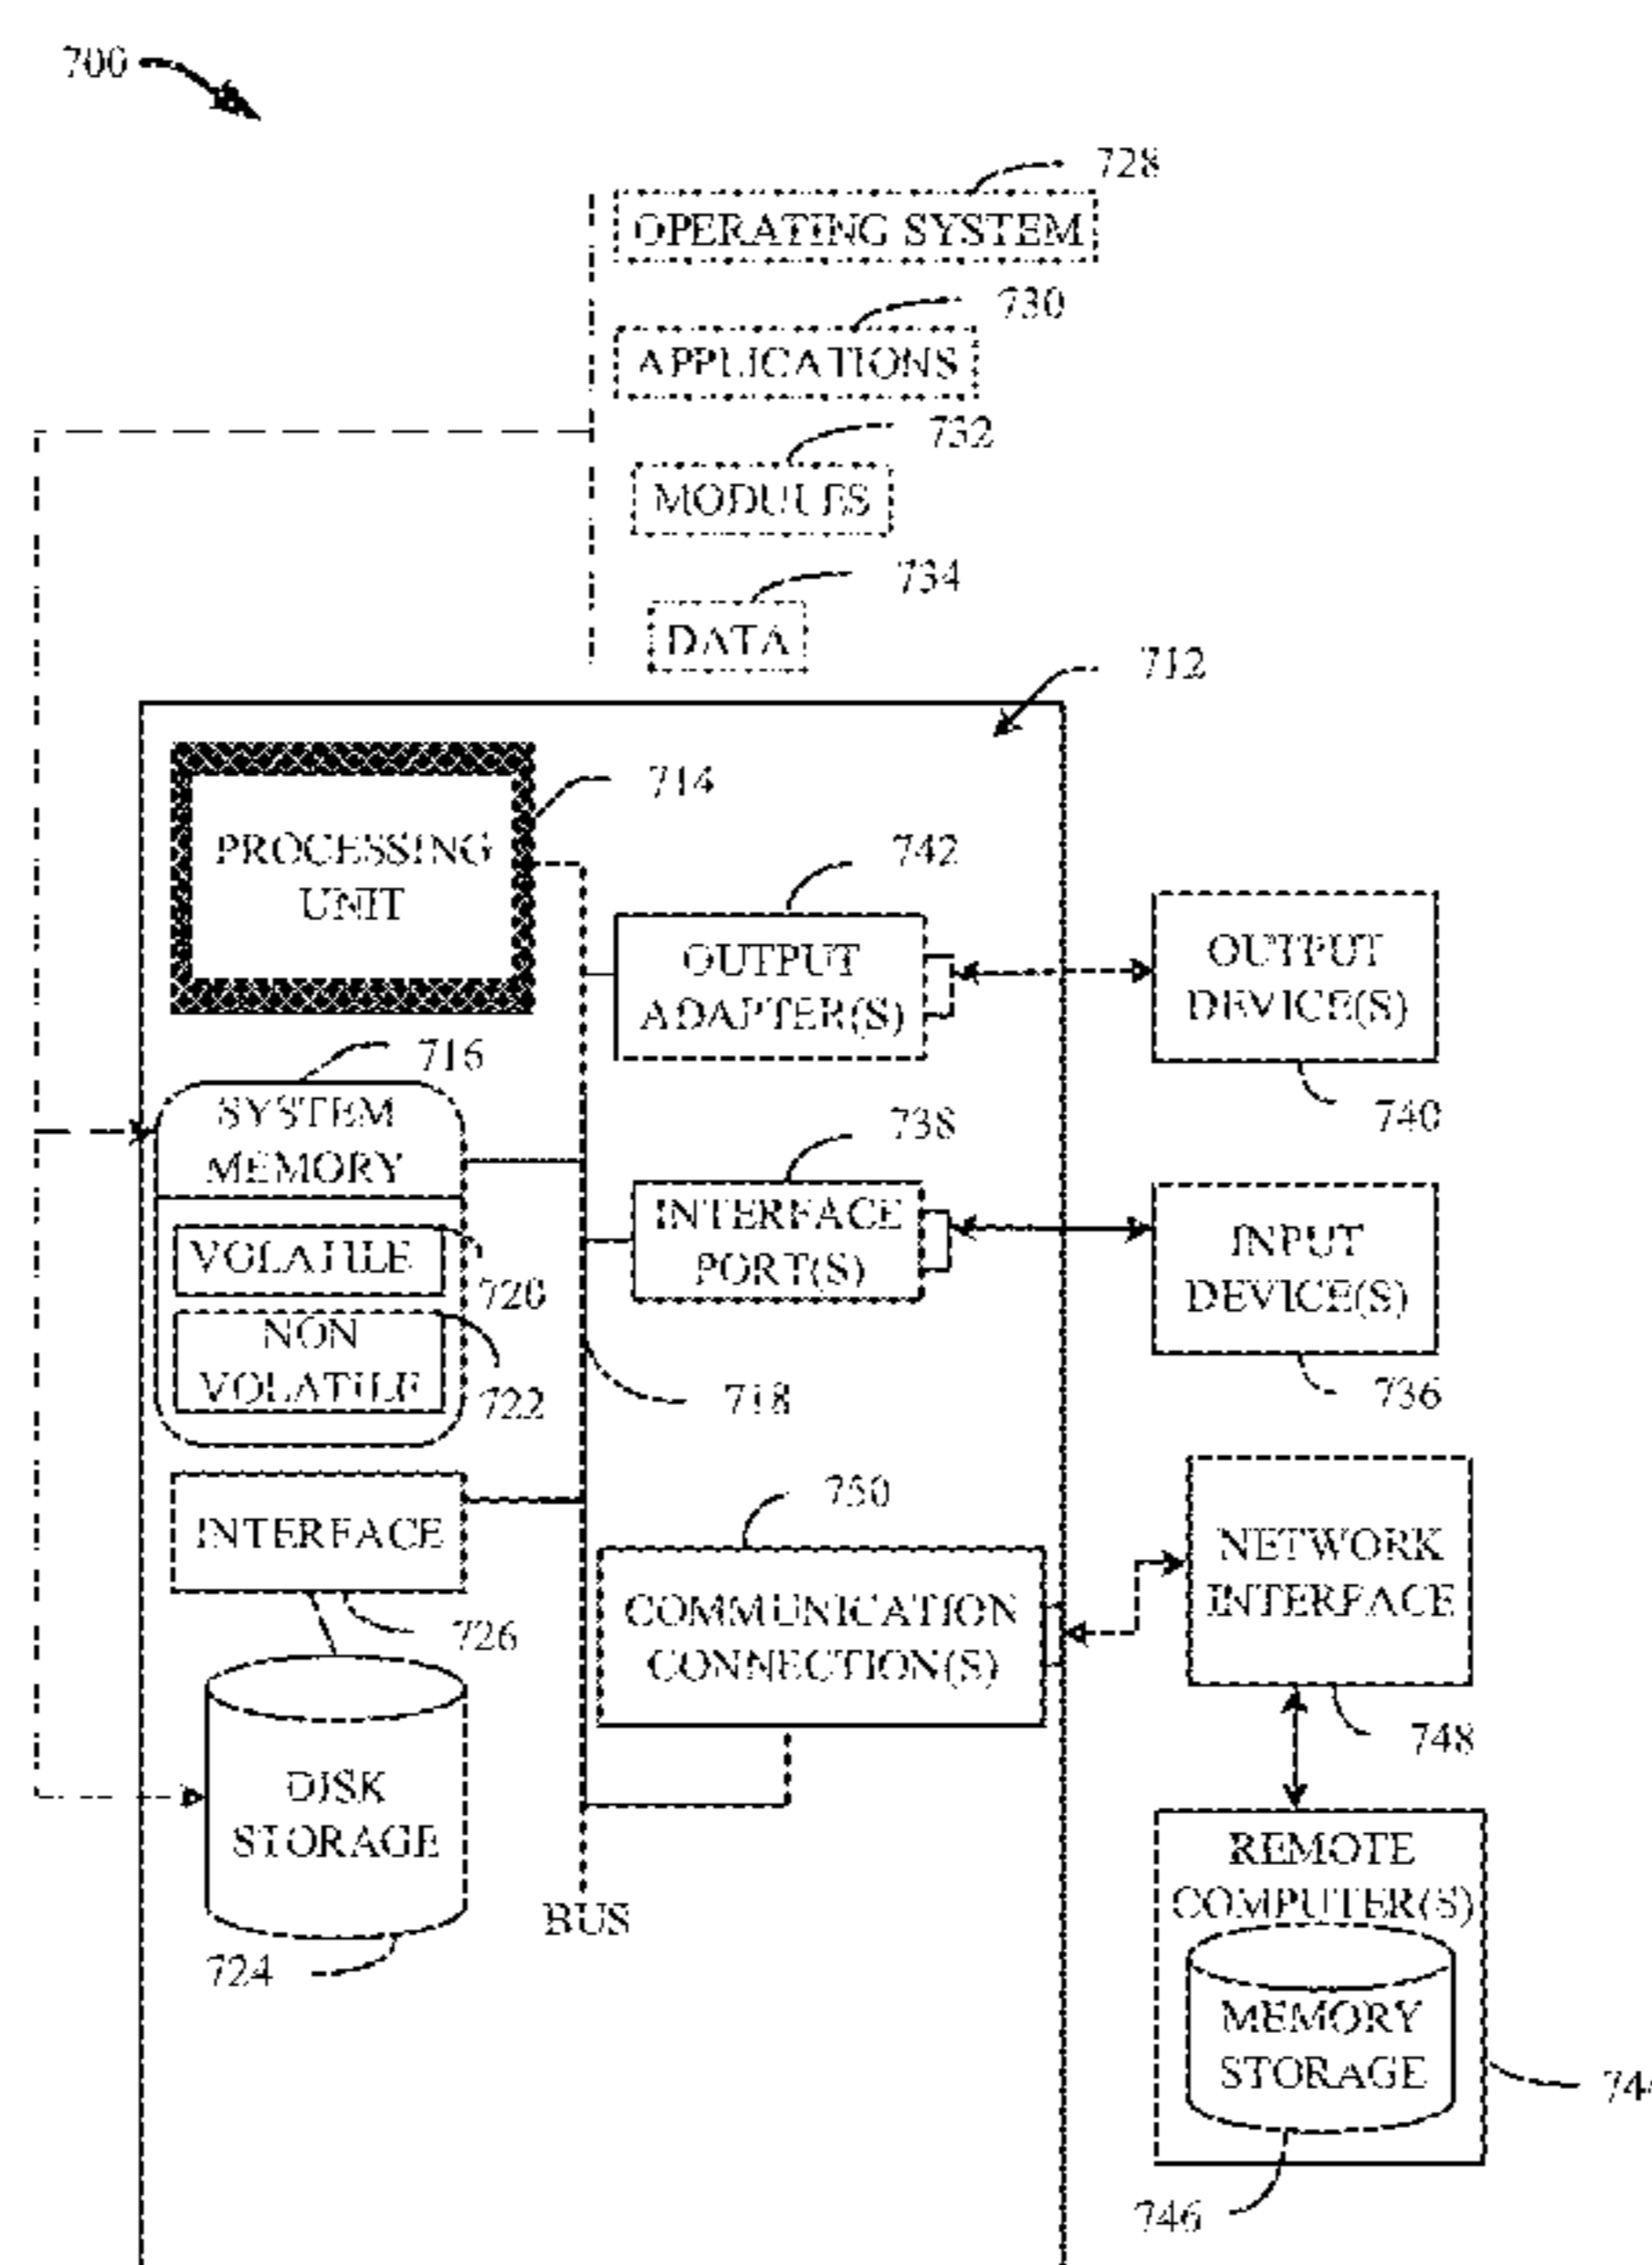 700
728
OPERATING SYSTEM
730
APPLICATIONS
732
MODULES
734
DATA
712
714
PROCESSING
UNIT
742
OUTPUT
ADAPTER(S)
OUTPUT
DEVICE(S)
740
716
SYSTEM
MEMORY
738
INTERFACE
PORT(S)
INPUT
DEVICE(S)
736
VOLATILE
720
NON
VOLATILE
722
718
INTERFACE
726
750
COMMUNICATION
CONNECTION(S)
NETWORK
INTERFACE
748
DISK
STORAGE
724
BUS
REMOTE
COMPUTER(S)
MEMORY
STORAGE
746